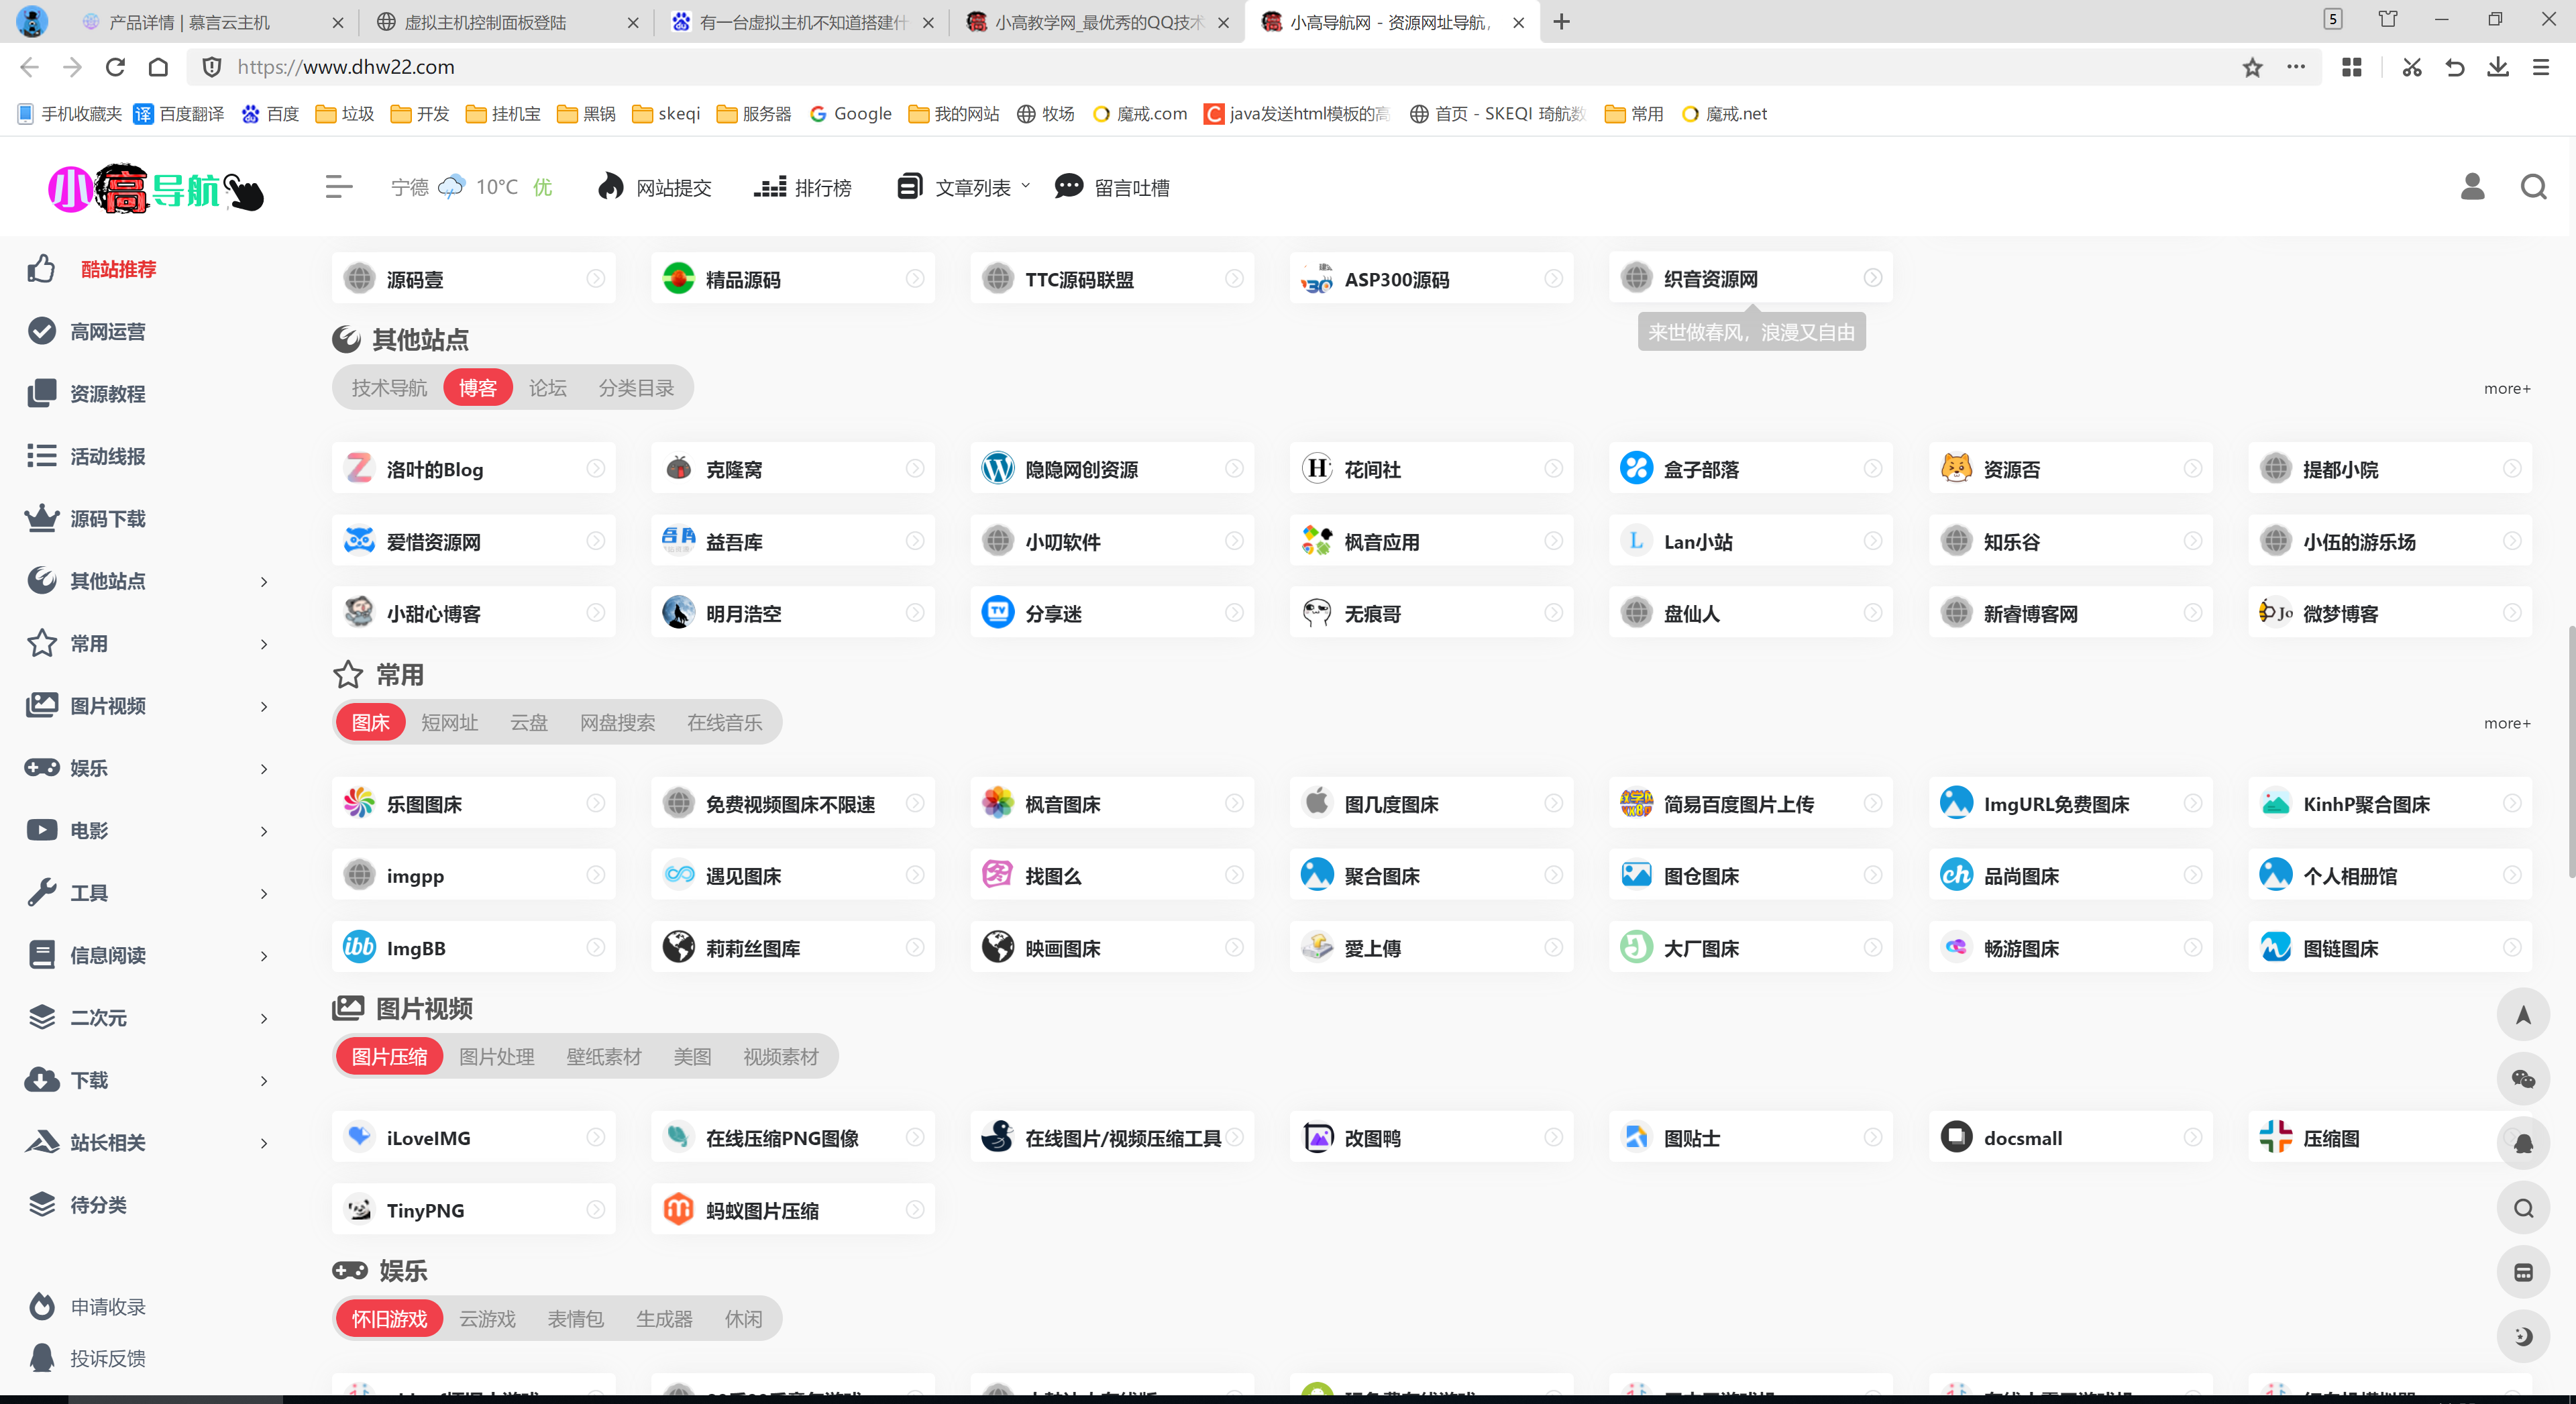 产品详情 | 慕言云主机
虚拟主机控制面板登陆
有一台虚拟主机不知道搭建什
小高教学网_最优秀的QQ技术
小高导航网 - 资源网址导航,
5
https://www.dhw22.com
手机收藏夹
译 百度翻译
百度
垃圾
开发
挂机宝
黑锅
skeqi
服务器
Google
我的网站
牧场
魔戒.com
java发送html模板的高
首页 - SKEQI 琦航数
常用
魔戒.net
小高导航
宁德 10°C 优
网站提交
排行榜
文章列表
留言吐槽
酷站推荐
高网运营
资源教程
活动线报
源码下载
其他站点
常用
图片视频
娱乐
电影
工具
信息阅读
二次元
下载
站长相关
待分类
申请收录
投诉反馈
源码壹
精品源码
TTC源码联盟
ASP300源码
织音资源网
来世做春风，浪漫又自由
其他站点
技术导航 博客 论坛 分类目录
more+
洛叶的Blog
克隆窝
隐隐网创资源
花间社
盒子部落
资源否
提都小院
爱惜资源网
益吾库
小叨软件
枫音应用
Lan小站
知乐谷
小伍的游乐场
小甜心博客
明月浩空
分享迷
无痕哥
盘仙人
新睿博客网
微梦博客
常用
图床 短网址 云盘 网盘搜索 在线音乐
more+
乐图图床
免费视频图床不限速
枫音图床
图几度图床
简易百度图片上传
ImgURL免费图床
KinhP聚合图床
imgpp
遇见图床
找图么
聚合图床
图仓图床
品尚图床
个人相册馆
ImgBB
莉莉丝图库
映画图床
愛上傳
大厂图床
畅游图床
图链图床
图片视频
图片压缩 图片处理 壁纸素材 美图 视频素材
iLoveIMG
在线压缩PNG图像
在线图片/视频压缩工具
改图鸭
图贴士
docsmall
压缩图
TinyPNG
蚂蚁图片压缩
娱乐
怀旧游戏 云游戏 表情包 生成器 休闲